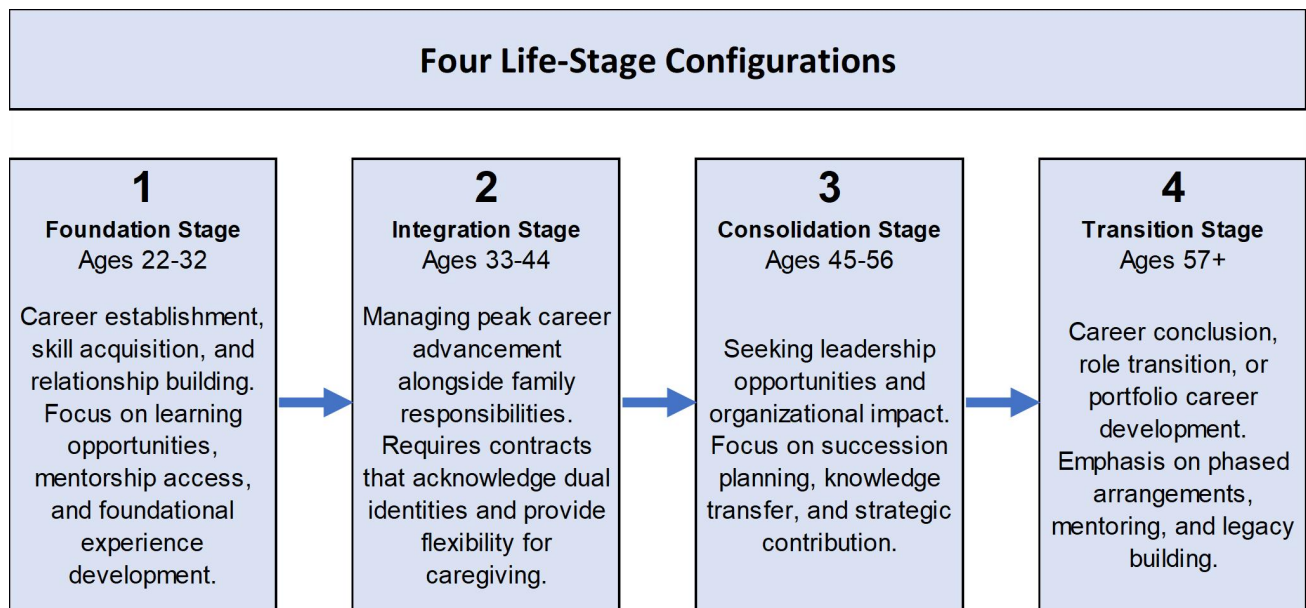 Four Life-Stage Configurations
1
Foundation Stage
Ages 22-32
Career establishment,
skill acquisition, and
relationship building.
Focus on learning
opportunities,
mentorship access,
and foundational
experience
development.
2
Integration Stage
Ages 33-44
Managing peak career
advancement
alongside family
responsibilities.
Requires contracts
that acknowledge dual
identities and provide
flexibility for
caregiving.
3
Consolidation Stage
Ages 45-56
Seeking leadership
opportunities and
organizational impact.
Focus on succession
planning, knowledge
transfer, and strategic
contribution.
4
Transition Stage
Ages 57+
Career conclusion,
role transition, or
portfolio career
development.
Emphasis on phased
arrangements,
mentoring, and legacy
building.